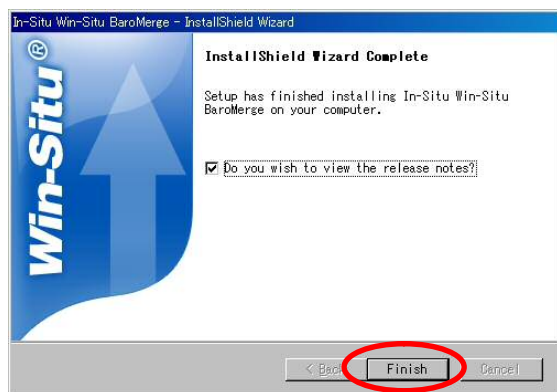 In-Situ Win-Situ BaroMerge - InstallShield Wizard
Win-Situ®
InstallShield Wizard Complete
Setup has finished installing In-Situ Win-Situ
BaroMerge on your computer.
Do you wish to view the release notes?
< Back
Finish
Cancel